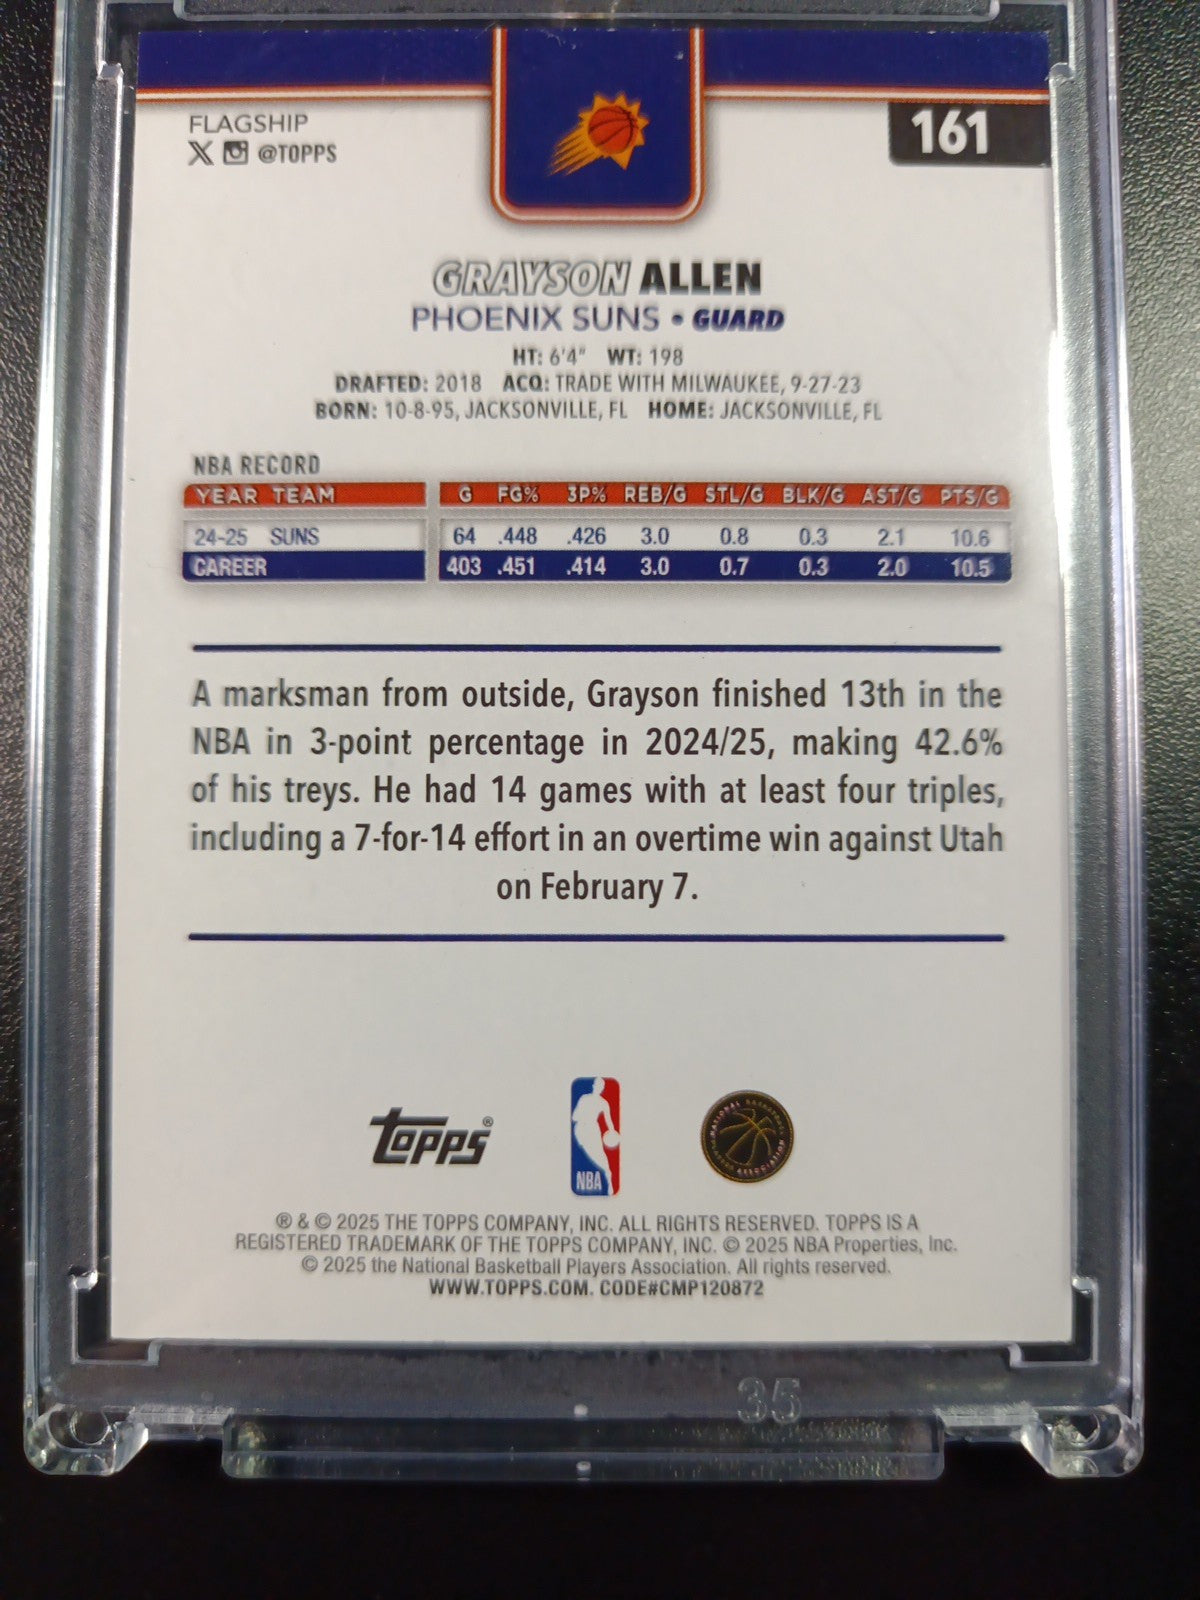 FLAGSHIP
X @TOPPS
161
GRAYSON ALLEN
PHOENIX SUNS • GUARD
HT: 6'4" WT: 198
DRAFTED: 2018 ACQ: TRADE WITH MILWAUKEE, 9-27-23
BORN: 10-8-95, JACKSONVILLE, FL HOME: JACKSONVILLE, FL
NBA RECORD
YEAR TEAM G FG% 3P% REB/G STL/G BLK/G AST/G PTS/G
24-25 SUNS 64 .448 .426 3.0 0.8 0.3 2.1 10.6
CAREER 403 .451 .414 3.0 0.7 0.3 2.0 10.5
A marksman from outside, Grayson finished 13th in the
NBA in 3-point percentage in 2024/25, making 42.6%
of his treys. He had 14 games with at least four triples,
including a 7-for-14 effort in an overtime win against Utah
on February 7.
Topps®
NBA
NATIONAL BASKETBALL PLAYERS ASSOCIATION
® & © 2025 THE TOPPS COMPANY, INC. ALL RIGHTS RESERVED. TOPPS IS A
REGISTERED TRADEMARK OF THE TOPPS COMPANY, INC. © 2025 NBA Properties, Inc.
© 2025 the National Basketball Players Association. All rights reserved.
WWW.TOPPS.COM. CODE#CMP120872
35